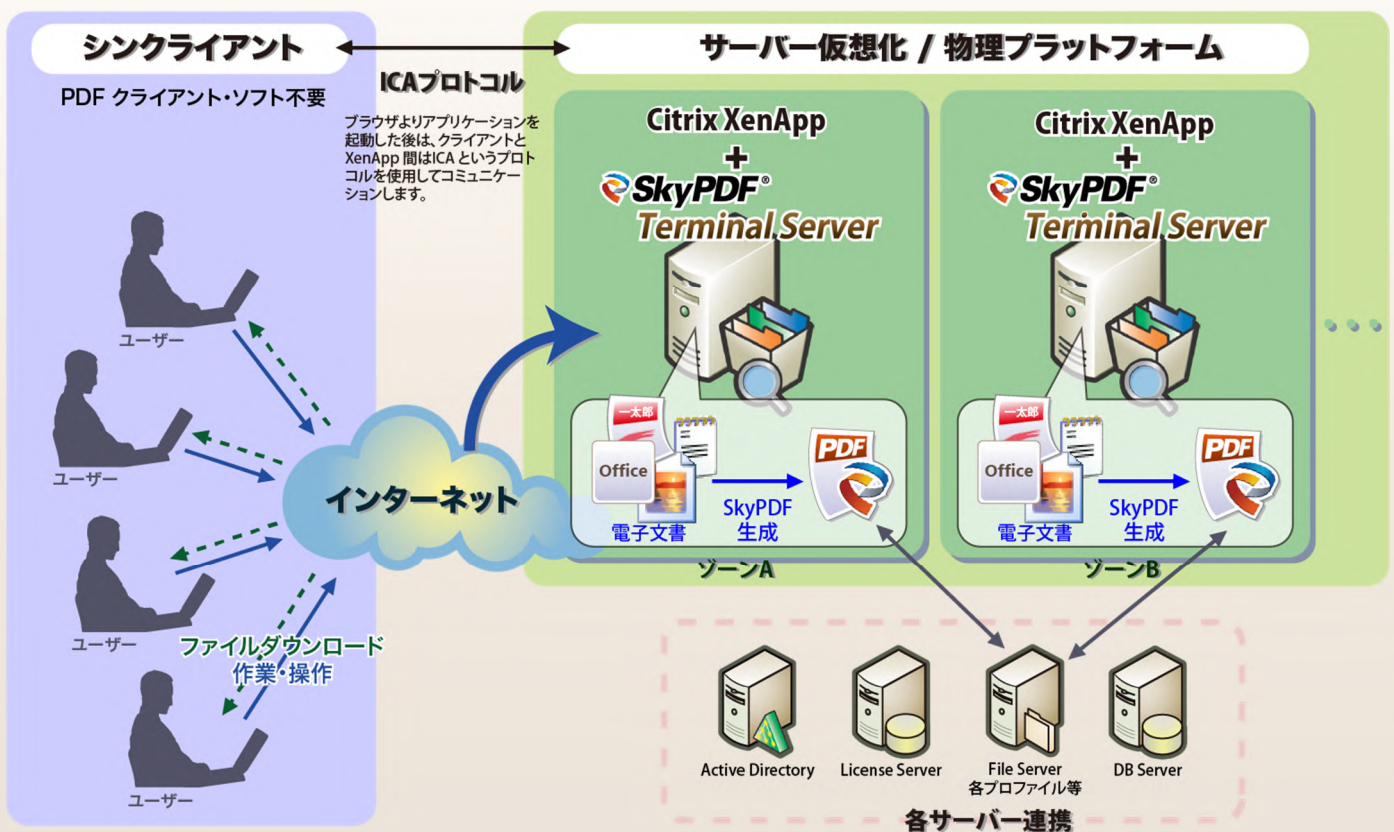 シンクライアント
PDF クライアント・ソフト不要
ICAプロトコル
ブラウザよりアプリケーションを
起動した後は、クライアントと
XenApp 間はICA というプロト
コルを使用してコミュニケー
ションします。
サーバー仮想化 / 物理プラットフォーム
Citrix XenApp
+
SkyPDF®
Terminal Server
一太郎
Office
PDF
電子文書
SkyPDF
生成
ゾーンA
Citrix XenApp
+
SkyPDF®
Terminal Server
一太郎
Office
PDF
電子文書
SkyPDF
生成
ゾーンB
ユーザー
ユーザー
ユーザー
ユーザー
インターネット
ファイルダウンロード
作業・操作
Active Directory
License Server
File Server
各プロファイル等
DB Server
各サーバー連携